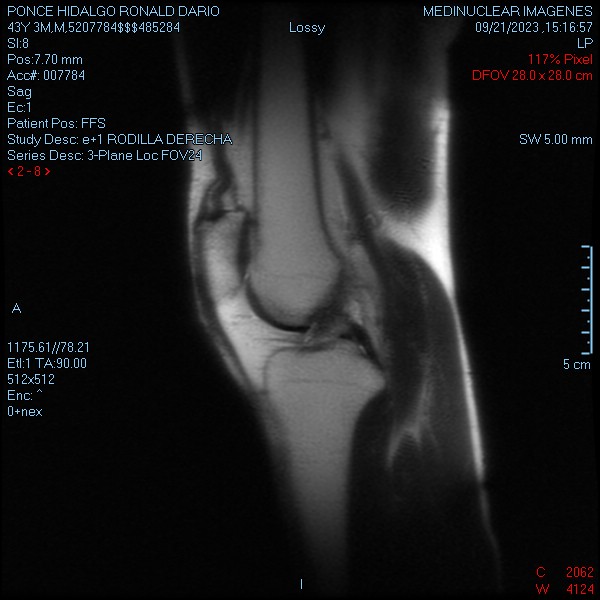 PONCE HIDALGO RONALD DARIO
43Y 3M,M,5207784$$$485284
Sl:8
Pos:7.70 mm
Acc#: 007784
Sag
Ec:1
Patient Pos: FFS
Study Desc: e+1 RODILLA DERECHA
Series Desc: 3-Plane Loc FOV24
< 2 - 8 >
Lossy
MEDINUCLEAR IMAGENES
09/21/2023 ,15:16:57
LP
117% Pixel
DFOV 28.0 x 28.0 cm
SW 5.00 mm
A
5 cm
1175.61//78.21
Etl:1 TA:90.00
512x512
Enc: ^
0+nex
I
C 2062
W 4124